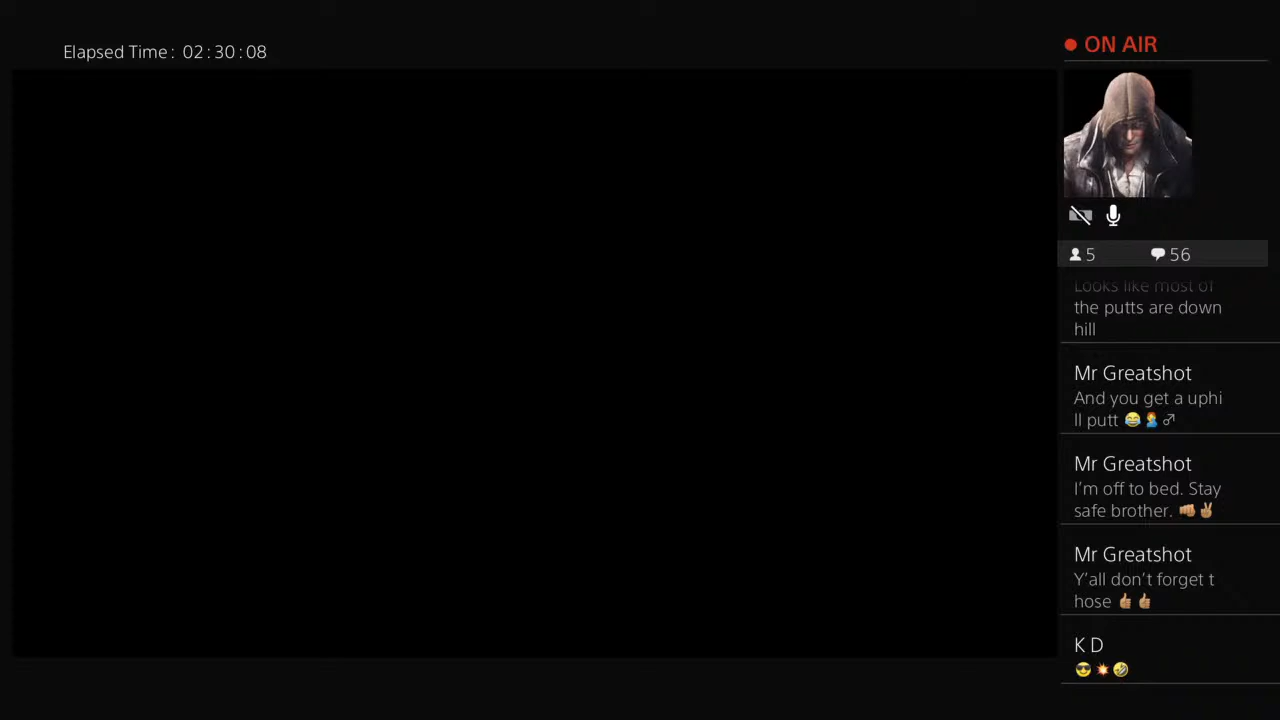 Elapsed Time: 02:30:08
ON AIR
5 56
Looks like most of
the putts are down
hill
Mr Greatshot
And you get a uphi
ll putt 😂🤦♂
Mr Greatshot
I'm off to bed. Stay
safe brother. 👊🏼✌🏼
Mr Greatshot
Y'all don't forget t
hose 👍🏼👍🏼
K D
😎💥🤣